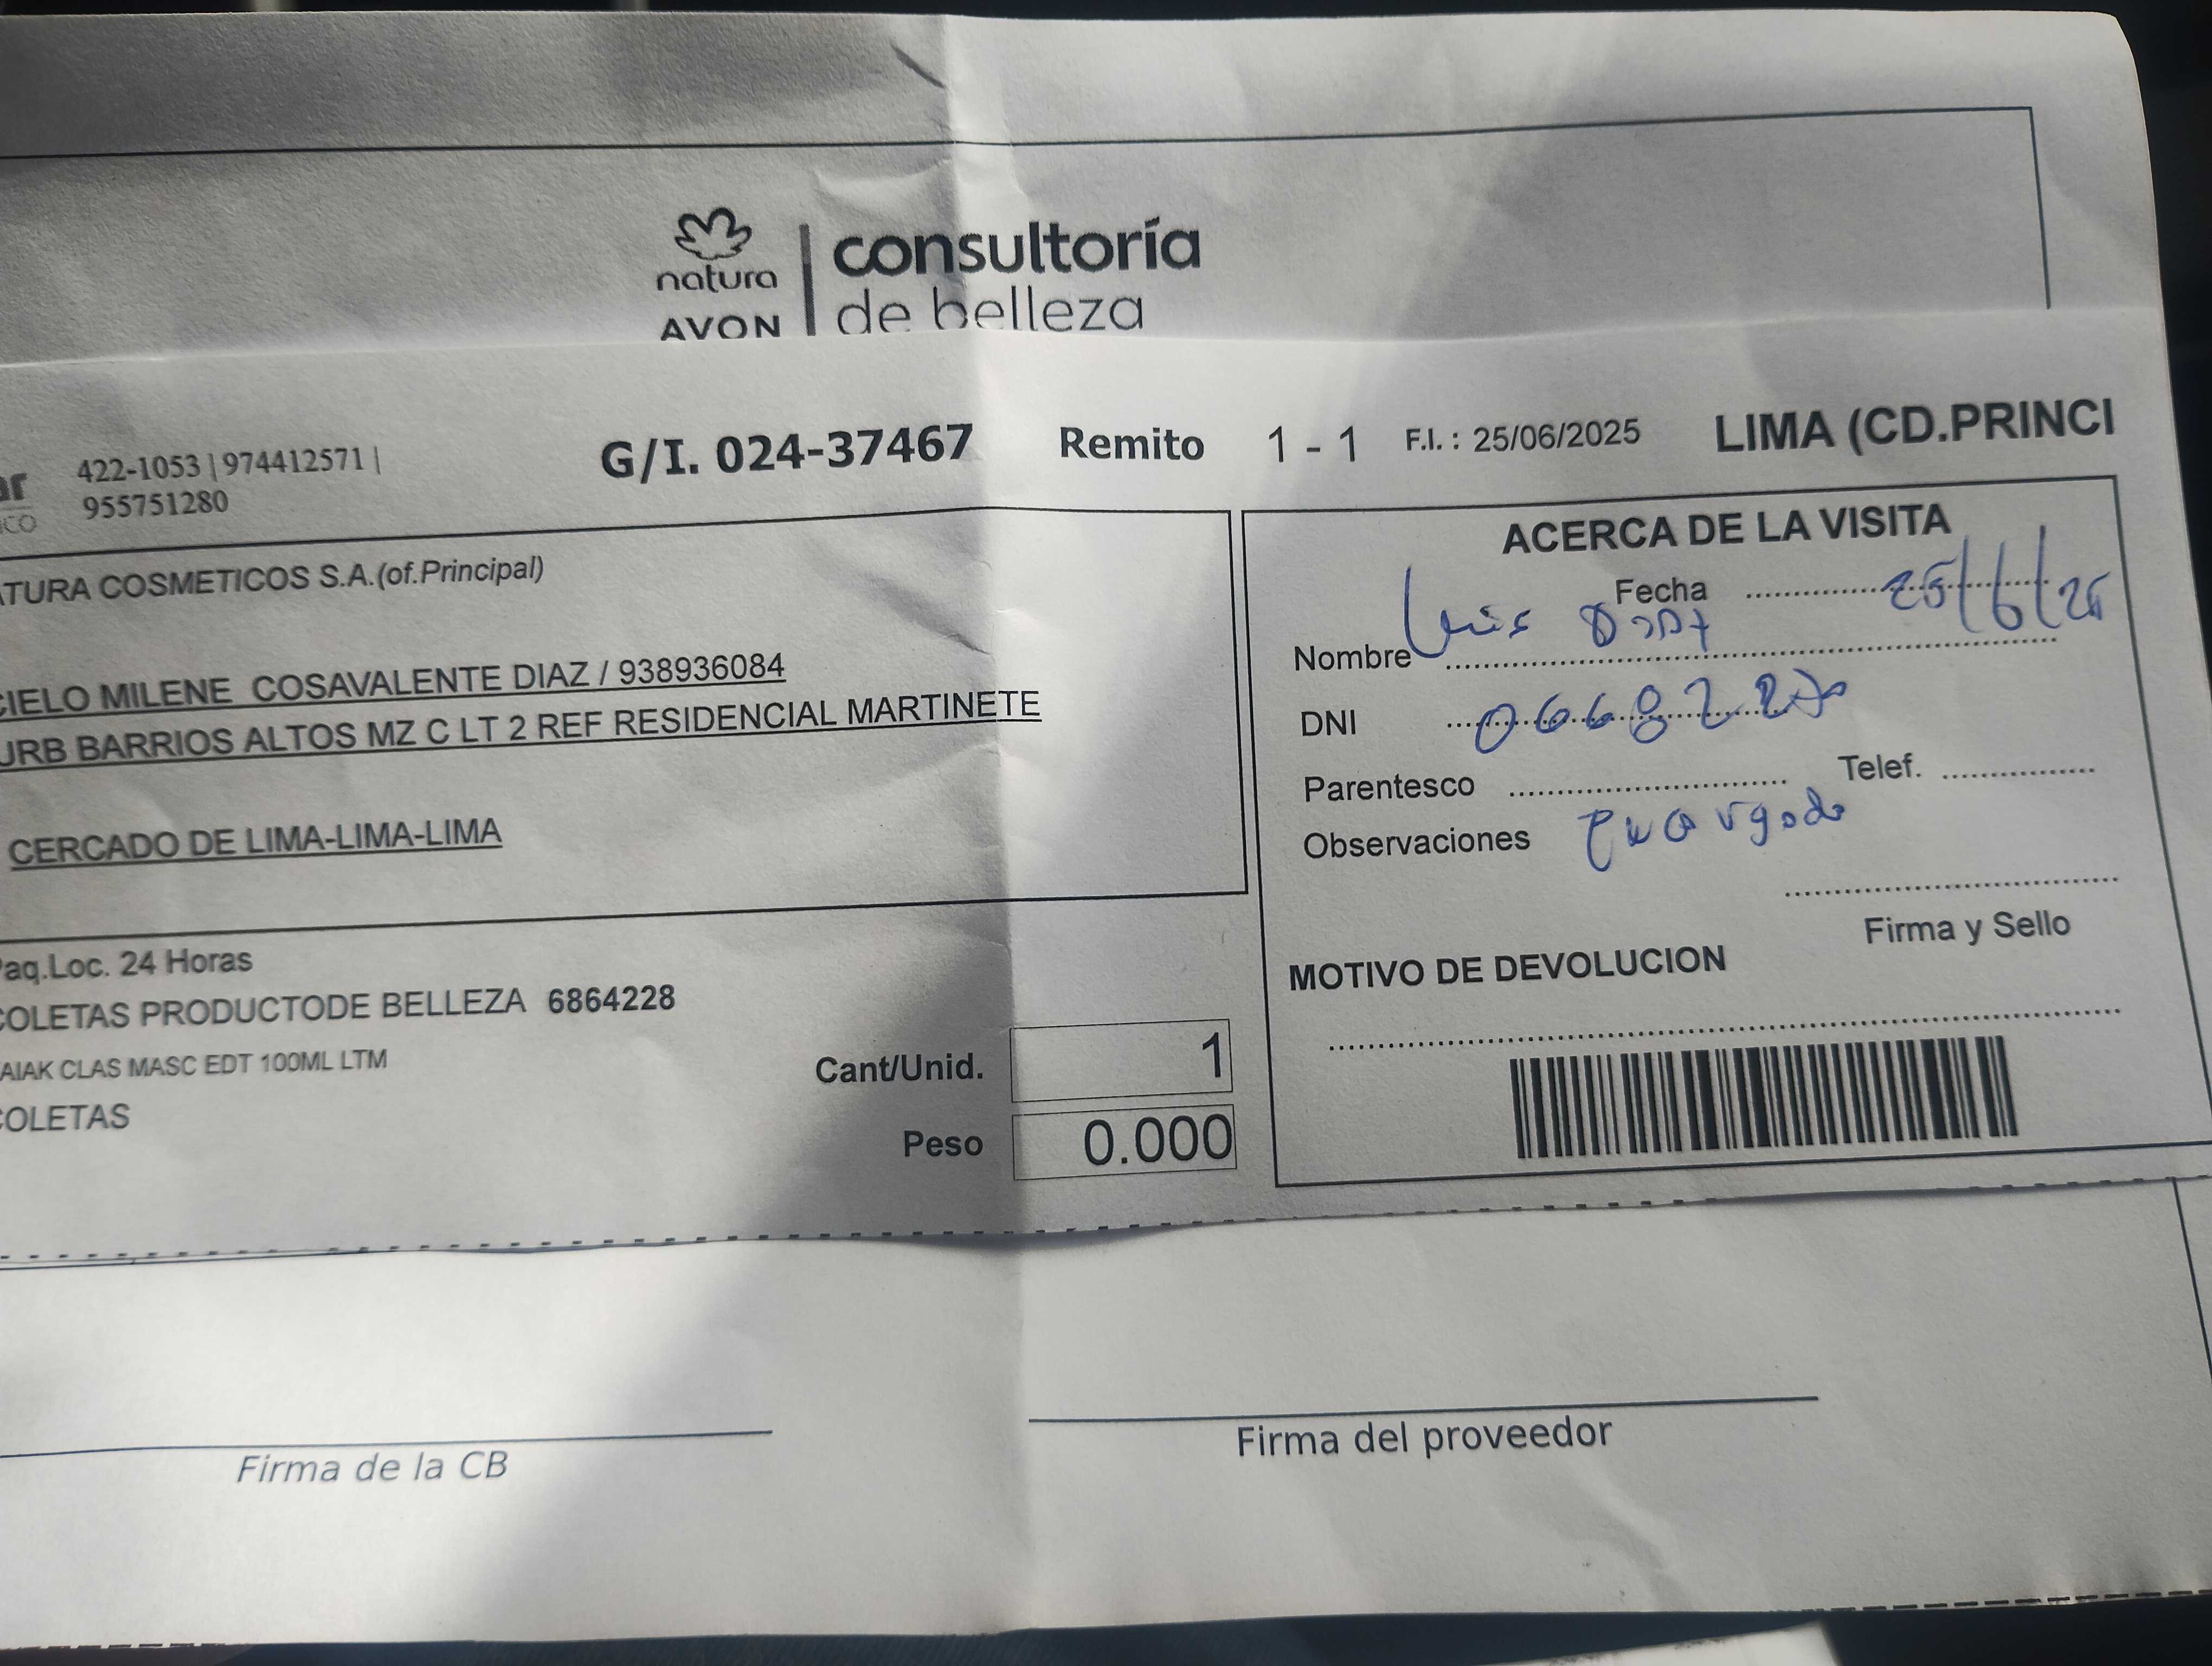 natura
AVON
consultoría
de belleza
ar
ICO
422-1053 | 974412571 |
955751280
G/I. 024-37467 Remito 1 - 1 F.I. : 25/06/2025 LIMA (CD.PRINCI
ATURA COSMETICOS S.A.(of.Principal)
CIELO MILENE COSAVALENTE DIAZ / 938936084
URB BARRIOS ALTOS MZ C LT 2 REF RESIDENCIAL MARTINETE
CERCADO DE LIMA-LIMA-LIMA
Paq.Loc. 24 Horas
COLETAS PRODUCTODE BELLEZA 6864228
AIAK CLAS MASC EDT 100ML LTM
COLETAS
Cant/Unid. 1
Peso 0.000
ACERCA DE LA VISITA
Fecha 25/6/25
Nombre Luis
DNI
Parentesco Telef.
Observaciones Encargado
Firma y Sello
MOTIVO DE DEVOLUCION
Firma de la CB
Firma del proveedor